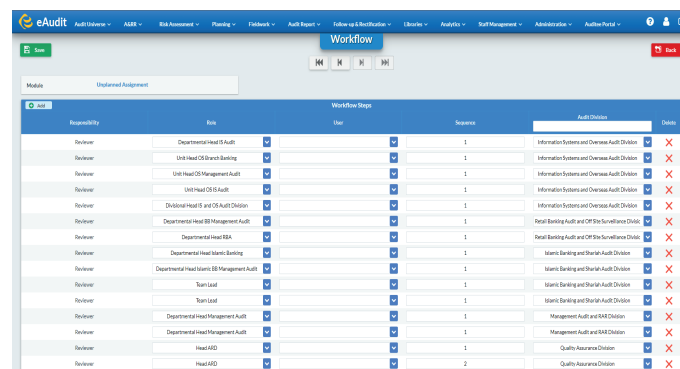 eAudit Audit Universe A&RR Risk Assessment Planning Fieldwork Audit Report Follow-up & Rectification Libraries Analytics Staff Management Administration Auditee Portal
Workflow
Save
Back
Module Unplanned Assignment
Add Workflow Steps
Responsibility Role User Sequence Audit Division Delete
Reviewer Departmental Head IS Audit 1 Information Systems and Overseas Audit Division
Reviewer Unit Head OS Branch Banking 1 Information Systems and Overseas Audit Division
Reviewer Unit Head OS Management Audit 1 Information Systems and Overseas Audit Division
Reviewer Unit Head OS IS Audit 1 Information Systems and Overseas Audit Division
Reviewer Divisional Head IS and OS Audit Division 1 Information Systems and Overseas Audit Division
Reviewer Departmental Head BB Management Audit 1 Retail Banking Audit and Off Site Surveillance Divisic
Reviewer Departmental Head RBA 1 Retail Banking Audit and Off Site Surveillance Divisic
Reviewer Departmental Head Islamic Banking 1 Islamic Banking and Shariah Audit Division
Reviewer Departmental Head Islamic BB Management Audit 1 Islamic Banking and Shariah Audit Division
Reviewer Team Lead 1 Islamic Banking and Shariah Audit Division
Reviewer Team Lead 1 Islamic Banking and Shariah Audit Division
Reviewer Departmental Head Management Audit 1 Management Audit and RAR Division
Reviewer Departmental Head Management Audit 1 Management Audit and RAR Division
Reviewer Head ARD 1 Quality Assurance Division
Reviewer Head ARD 2 Quality Assurance Division